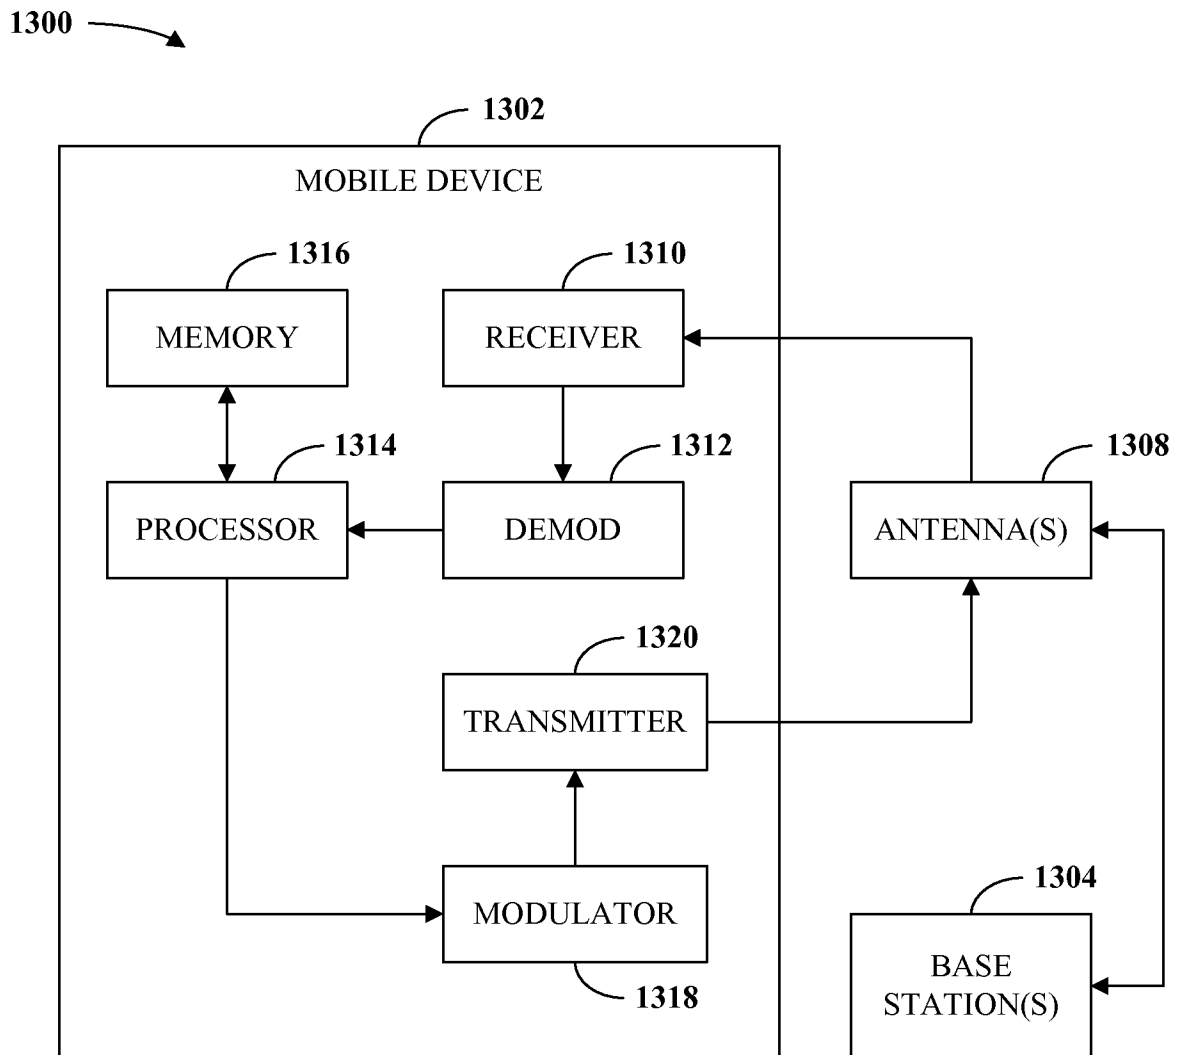 1300
1302
MOBILE DEVICE
1316
1310
MEMORY
RECEIVER
1314
1312
1308
PROCESSOR
DEMOD
ANTENNA(S)
1320
TRANSMITTER
1304
MODULATOR
BASE
STATION(S)
1318